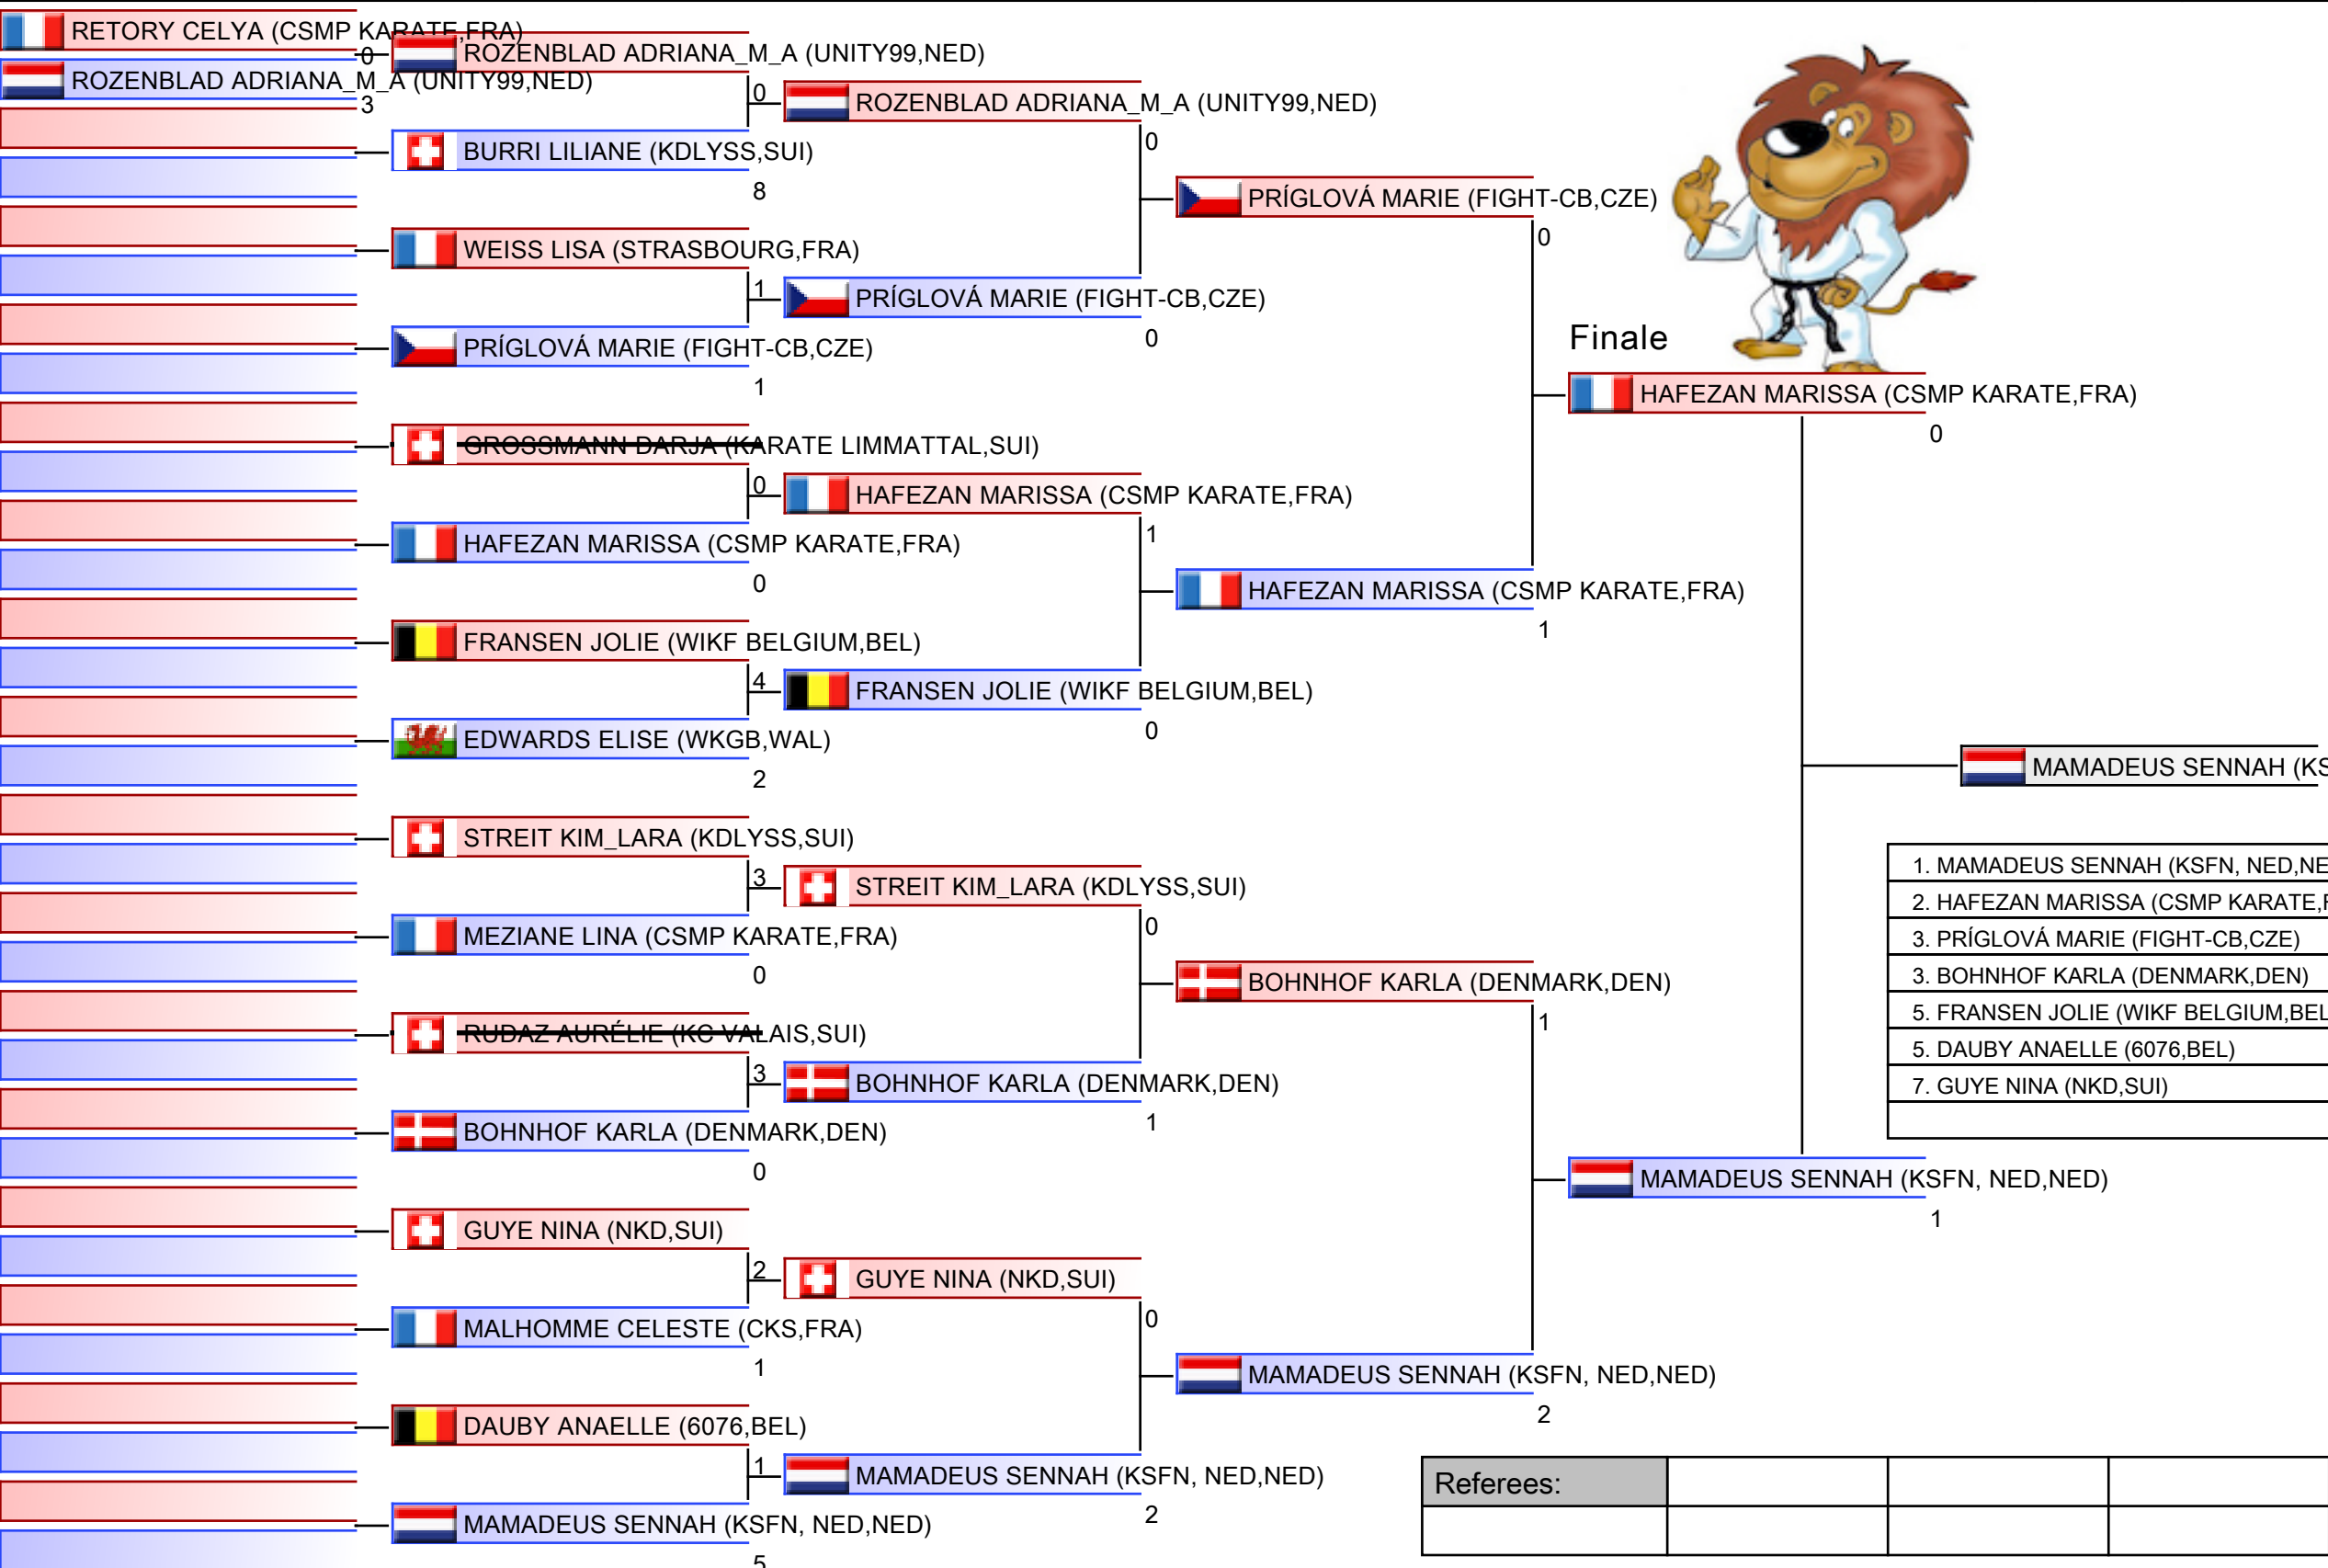 RETORY CELYA (CSMP KARATE,FRA)
0
ROZENBLAD ADRIANA_M_A (UNITY99,NED)
3
ROZENBLAD ADRIANA_M_A (UNITY99,NED)
0
BURRI LILIANE (KDLYSS,SUI)
8
WEISS LISA (STRASBOURG,FRA)
1
PRÍGLOVÁ MARIE (FIGHT-CB,CZE)
1
GROSSMANN DARJA (KARATE LIMMATTAL,SUI)
0
HAFEZAN MARISSA (CSMP KARATE,FRA)
0
FRANSEN JOLIE (WIKF BELGIUM,BEL)
4
EDWARDS ELISE (WKGB,WAL)
2
STREIT KIM_LARA (KDLYSS,SUI)
3
MEZIANE LINA (CSMP KARATE,FRA)
0
RUDAZ AURÉLIE (KC VALAIS,SUI)
3
BOHNHOF KARLA (DENMARK,DEN)
0
GUYE NINA (NKD,SUI)
2
MALHOMME CELESTE (CKS,FRA)
1
DAUBY ANAELLE (6076,BEL)
1
MAMADEUS SENNAH (KSFN, NED,NED)
5
ROZENBLAD ADRIANA_M_A (UNITY99,NED)
0
PRÍGLOVÁ MARIE (FIGHT-CB,CZE)
0
HAFEZAN MARISSA (CSMP KARATE,FRA)
1
FRANSEN JOLIE (WIKF BELGIUM,BEL)
0
STREIT KIM_LARA (KDLYSS,SUI)
0
BOHNHOF KARLA (DENMARK,DEN)
1
GUYE NINA (NKD,SUI)
0
MAMADEUS SENNAH (KSFN, NED,NED)
2
PRÍGLOVÁ MARIE (FIGHT-CB,CZE)
0
HAFEZAN MARISSA (CSMP KARATE,FRA)
1
BOHNHOF KARLA (DENMARK,DEN)
1
MAMADEUS SENNAH (KSFN, NED,NED)
2
Finale
HAFEZAN MARISSA (CSMP KARATE,FRA)
0
MAMADEUS SENNAH (KSFN, NED,NED)
1
MAMADEUS SENNAH (KS
1. MAMADEUS SENNAH (KSFN, NED,NE
2. HAFEZAN MARISSA (CSMP KARATE,F
3. PRÍGLOVÁ MARIE (FIGHT-CB,CZE)
3. BOHNHOF KARLA (DENMARK,DEN)
5. FRANSEN JOLIE (WIKF BELGIUM,BEL
5. DAUBY ANAELLE (6076,BEL)
7. GUYE NINA (NKD,SUI)
Referees: